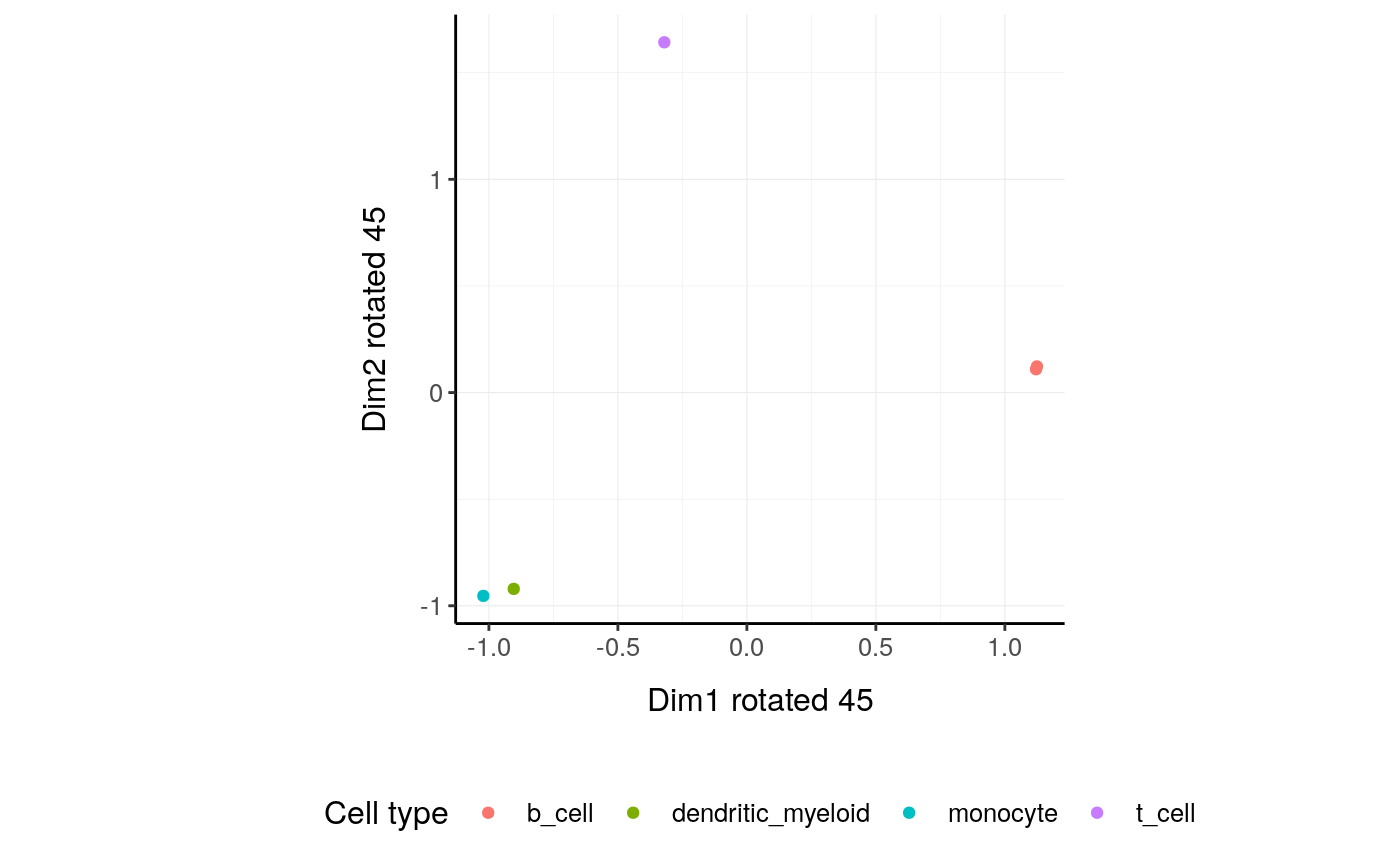 Dim2 rotated 45
1
0
-1
-1.0 -0.5 0.0 0.5 1.0
Dim1 rotated 45
Cell type b_cell dendritic_myeloid monocyte t_cell